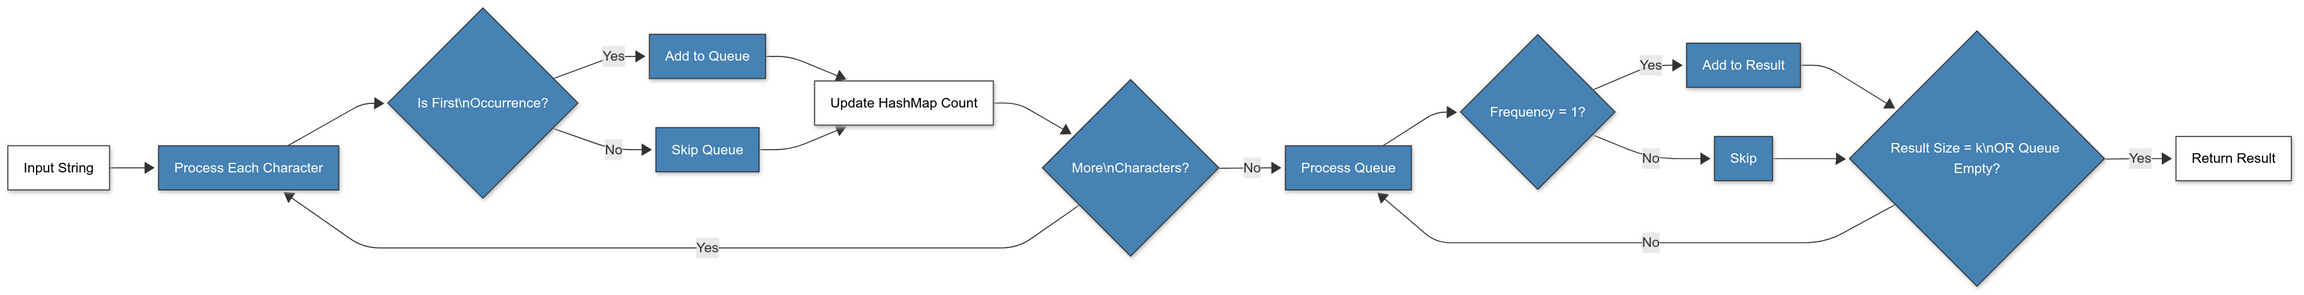 Input String
Process Each Character
Is First\nOccurrence?
Yes
Add to Queue
No
Skip Queue
Update HashMap Count
More\nCharacters?
Yes
No
Process Queue
Frequency = 1?
Yes
Add to Result
No
Skip
Result Size = k\nOR Queue
Empty?
No
Yes
Return Result